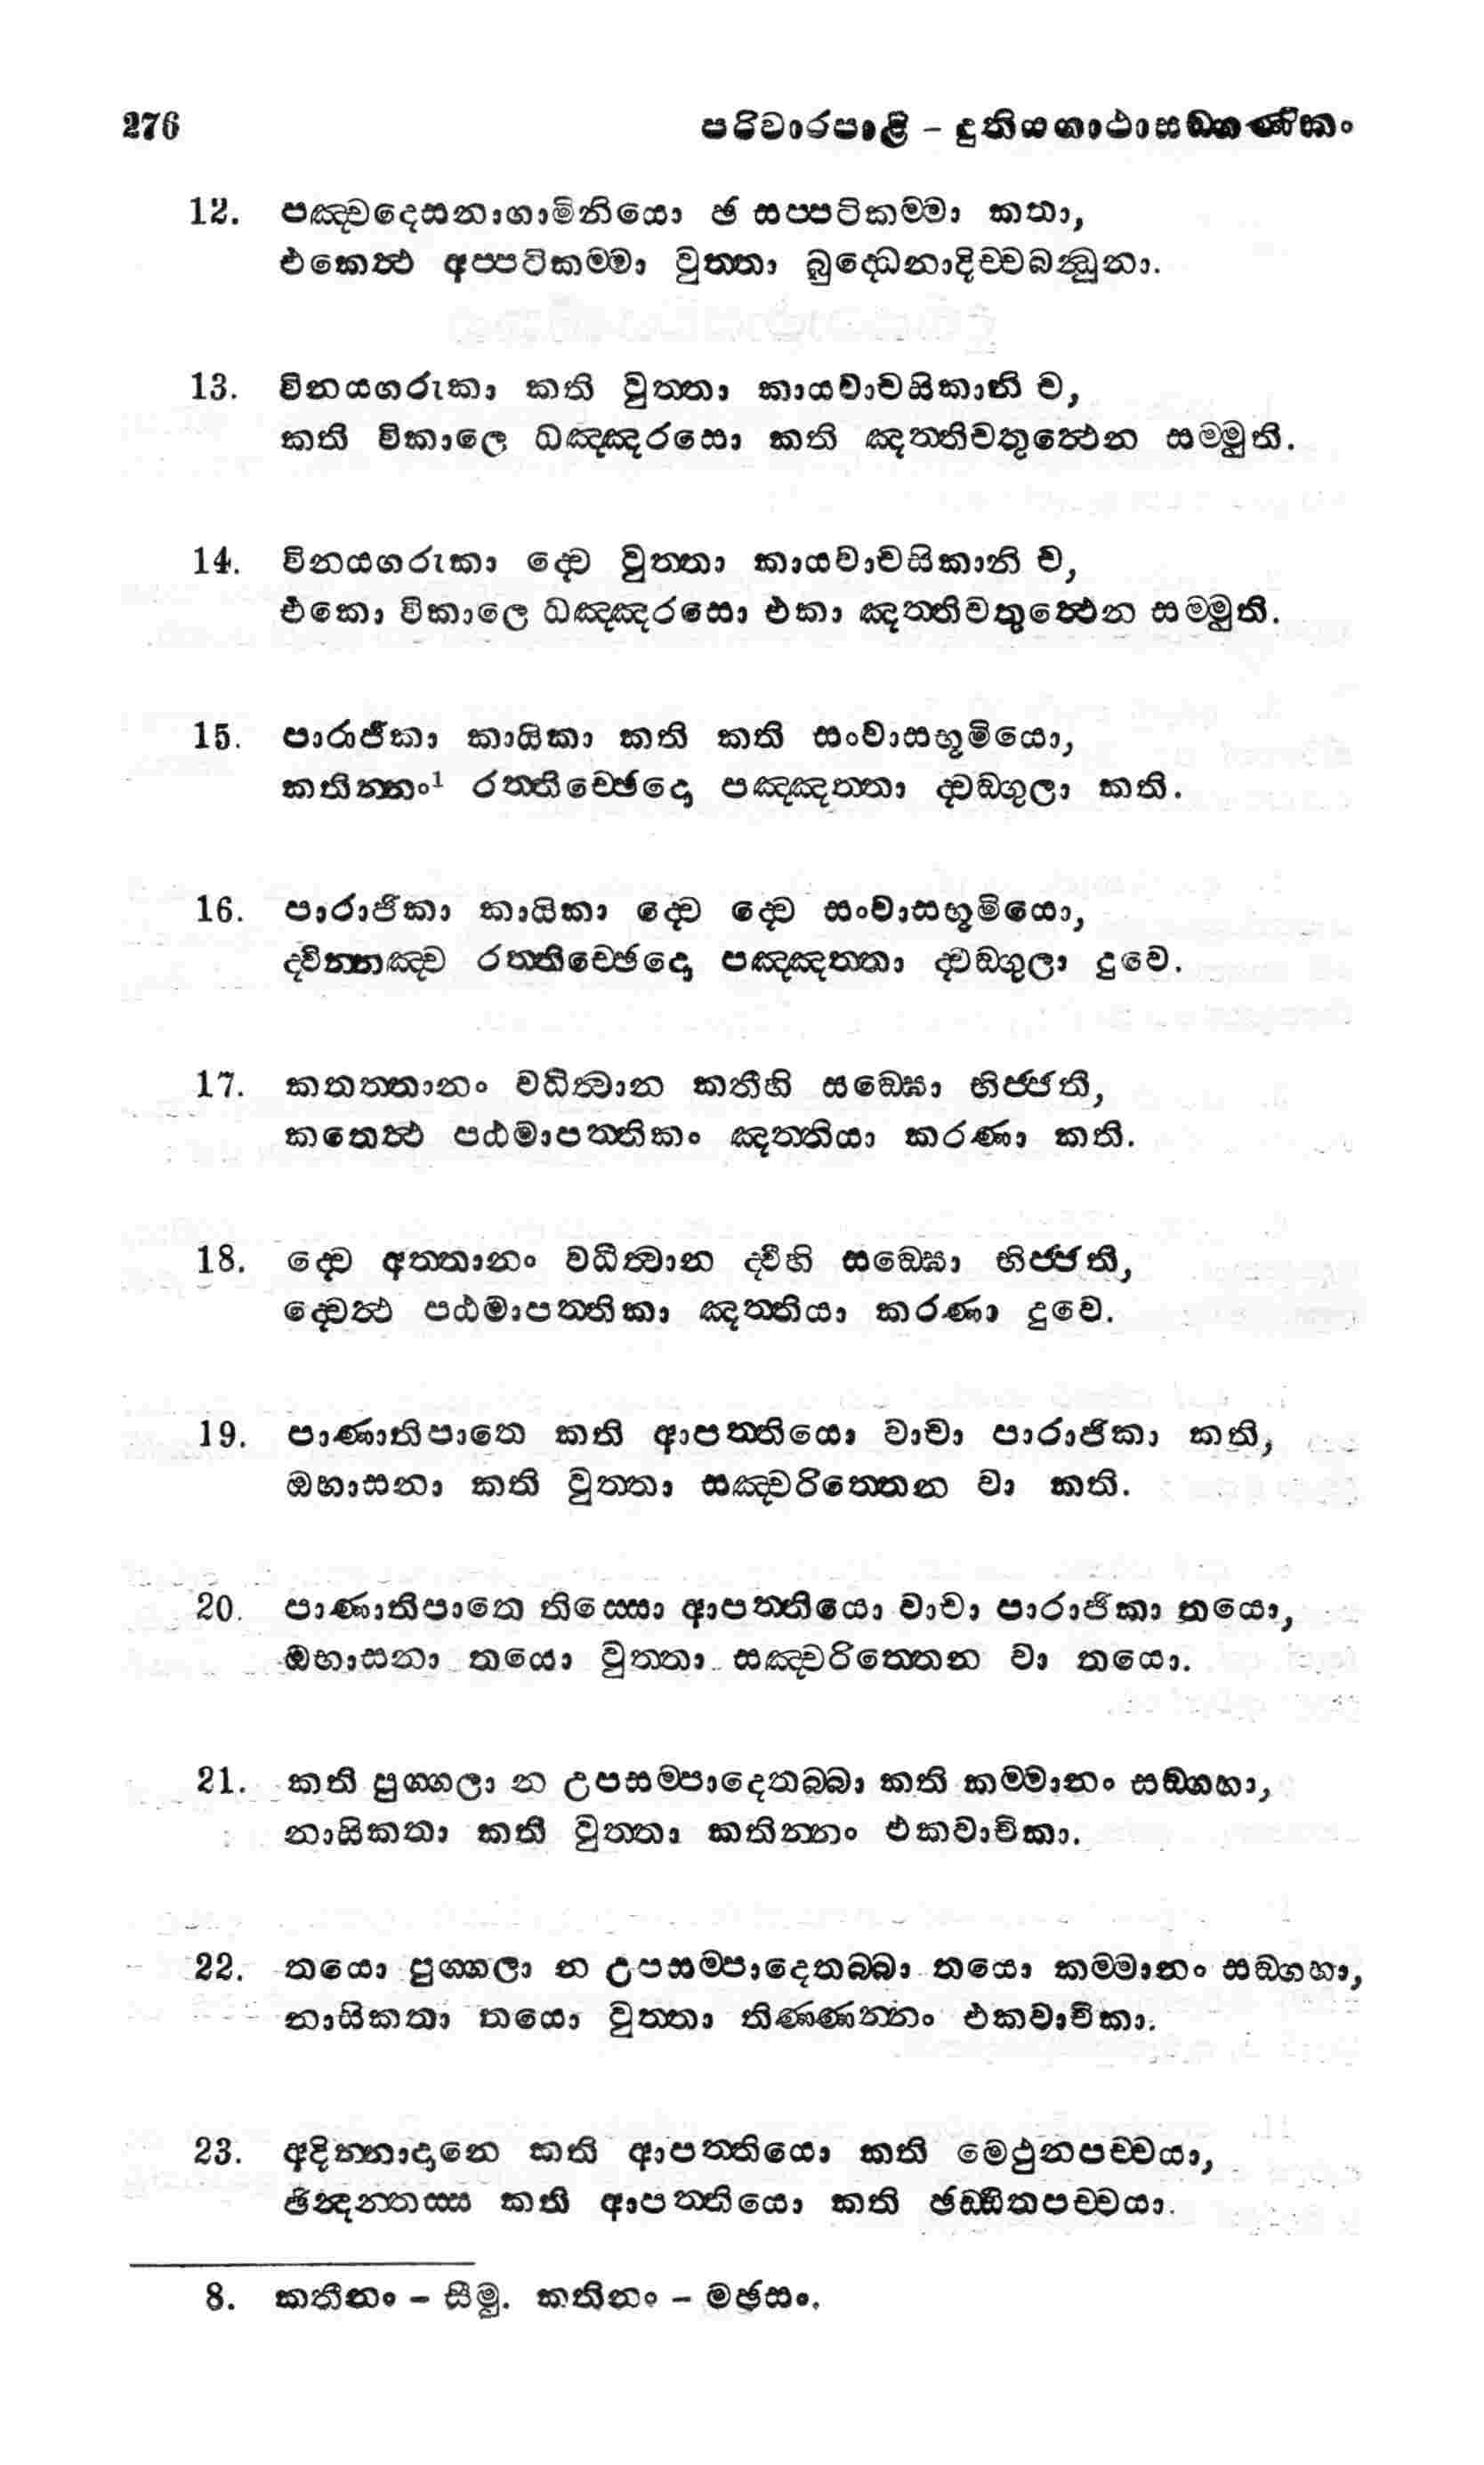 276 පරිවාරපාළි - දුතියගාථාසඞ්ගණිකං
12. පඤ්චදෙසනාගාමිනියො ඡ සප්පටිකම්මා කතා,
එකෙත්ථ අප්පටිකම්මා වුත්තා බුද්ධෙනාදිච්චබන්ධුනා.
13. විනයගරුකා කති වුත්තා කායවාචසිකානි ච,
කති විකාලෙ ධඤ්ඤරසො කති ඤත්තිචතුත්ථෙන සම්මුති.
14. විනයගරුකා ද්වෙ වුත්තා කායවාචසිකානි ච,
එකො විකාලෙ ධඤ්ඤරසො එකා ඤත්තිචතුත්ථෙන සම්මුති.
15. පාරාජිකා කායිකා කති කති සංවාසභූමියො,
කතින්නං1 රත්තිච්ඡෙදො පඤ්ඤත්තා ද්වඞ්ගුලා කති.
16. පාරාජිකා කායිකා ද්වෙ ද්වෙ සංවාසභූමියො,
ද්වින්නඤ්ච රත්තිච්ඡෙදො පඤ්ඤත්තා ද්වඞ්ගුලා දුවෙ.
17. කතත්තානං වධිත්වාන කතීහි සඞ්ඝො භිජ්ජති,
කතෙත්ථ පඨමාපත්තිකං ඤත්තියා කරණා කති.
18. ද්වෙ අත්තානං වධිත්වාන ද්වීහි සඞ්ඝො භිජ්ජති,
ද්වෙත්ථ පඨමාපත්තිකා ඤත්තියා කරණා දුවෙ.
19. පාණාතිපාතෙ කති ආපත්තියො වාචා පාරාජිකා කති,
ඔභාසනා කති වුත්තා සඤ්චරිත්තෙන වා කති.
20. පාණාතිපාතෙ තිස්සො ආපත්තියො වාචා පාරාජිකා තයො,
ඔභාසනා තයො වුත්තා සඤ්චරිත්තෙන වා තයො.
21. කති පුග්ගලා න උපසම්පාදෙතබ්බා කති කම්මානං සඞ්ගහා,
නාසිකතා කති වුත්තා කතින්නං එකවාචිකා.
22. තයො පුග්ගලා න උපසම්පාදෙතබ්බා තයො කම්මානං සඞ්ගහා,
නාසිකතා තයො වුත්තා තිණ්ණන්නං එකවාචිකා.
23. අදින්නාදානෙ කති ආපත්තියො කති මෙථුනපච්චයා,
ඡින්දන්තස්ස කති ආපත්තියො කති ඡඩ්ඩිතපච්චයා.
8. කතීනං - සීමු. කතිනං - මඡසං.